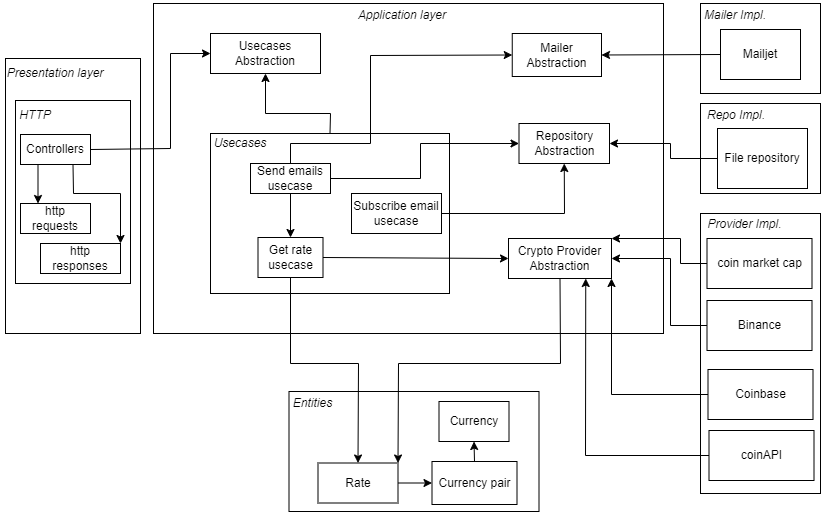 Application layer
Mailer Impl.
Usecases
Abstraction
Mailer
Abstraction
Mailjet
Presentation layer
HTTP
Controllers
http
requests
http
responses
Usecases
Send emails
usecase
Subscribe email
usecase
Get rate
usecase
Repository
Abstraction
Repo Impl.
File repository
Crypto Provider
Abstraction
Provider Impl.
coin market cap
Binance
Coinbase
coinAPI
Entities
Currency
Rate
Currency pair